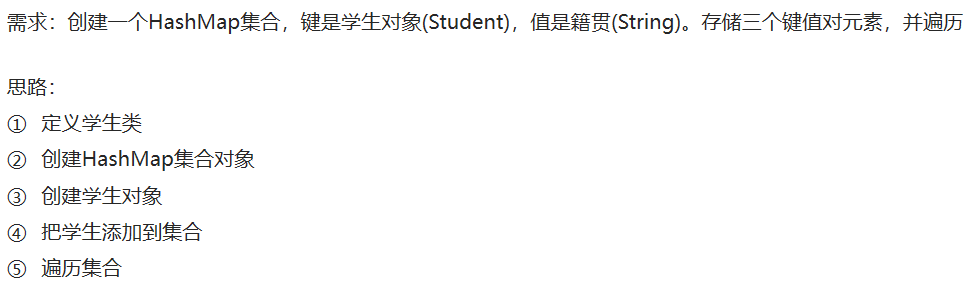 需求：创建一个HashMap集合，键是学生对象(Student)，值是籍贯(String)。存储三个键值对元素，并遍历
思路：
① 定义学生类
② 创建HashMap集合对象
③ 创建学生对象
④ 把学生添加到集合
⑤ 遍历集合